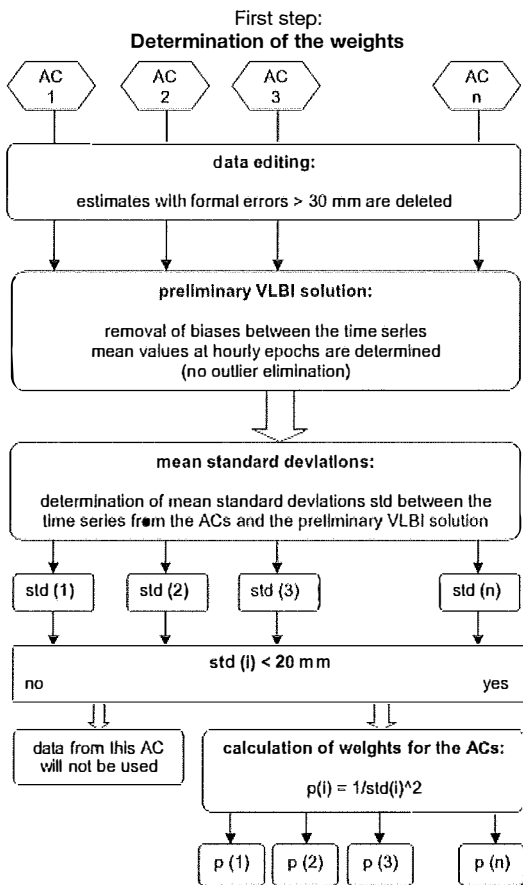 First step:
Determination of the weights
AC 1
AC 2
AC 3
AC n
data editing:
estimates with formal errors > 30 mm are deleted
preliminary VLBI solution:
removal of biases between the time series
mean values at hourly epochs are determined
(no outlier elimination)
mean standard deviations:
determination of mean standard deviations std between the
time series from the ACs and the preliminary VLBI solution
std (1)
std (2)
std (3)
std (n)
std (i) < 20 mm
no
yes
data from this AC
will not be used
calculation of weights for the ACs:
p(i) = 1/std(i)^2
p (1)
p (2)
p (3)
p (n)